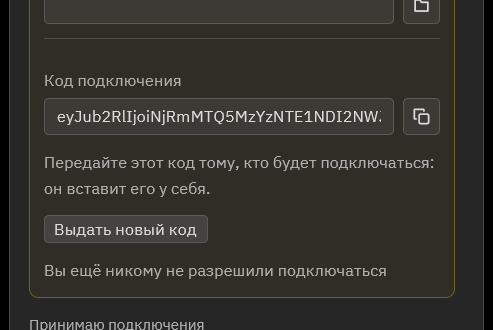 Код подключения
eyJub2RlIjoiNjRmMTQ5MzYzNTE1NDI2NW
Передайте этот код тому, кто будет подключаться:
он вставит его у себя.
Выдать новый код
Вы ещё никому не разрешили подключаться
Принимаю подключения